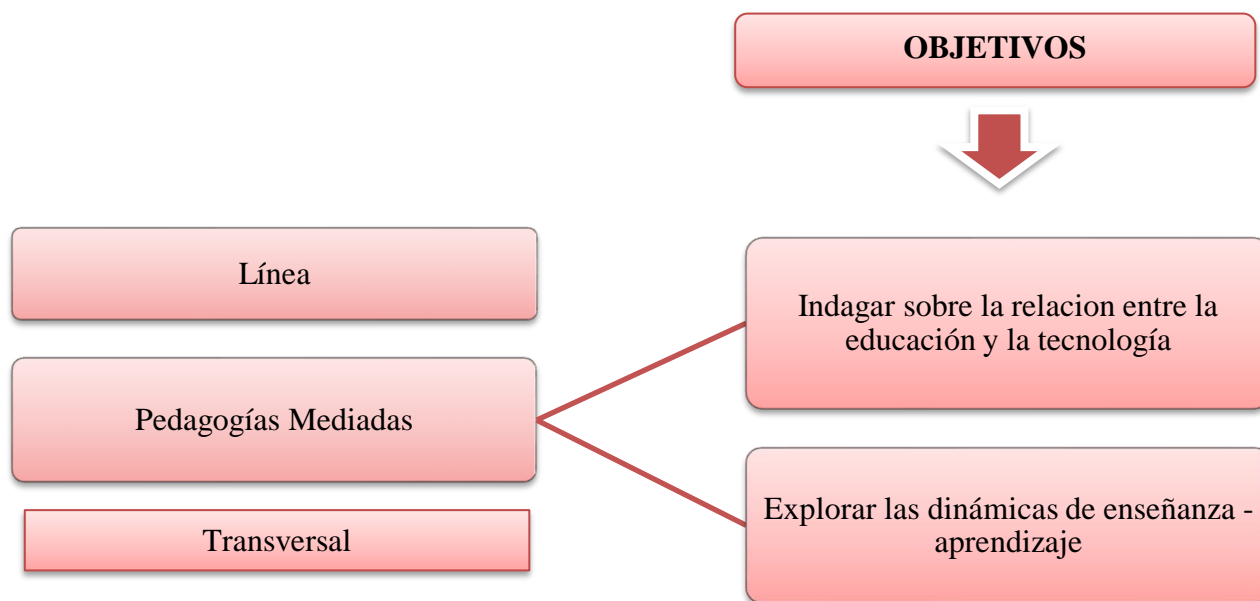 OBJETIVOS
Línea
Pedagogías Mediadas
Transversal
Indagar sobre la relacion entre la
educación y la tecnología
Explorar las dinámicas de enseñanza -
aprendizaje